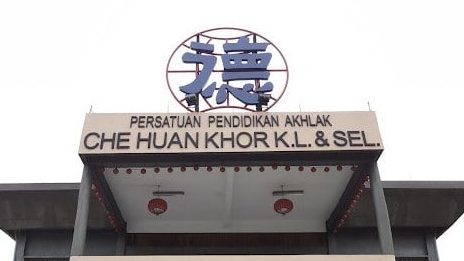 德
PERSATUAN PENDIDIKAN AKHLAK
CHE HUAN KHOR K.L. & SEL.